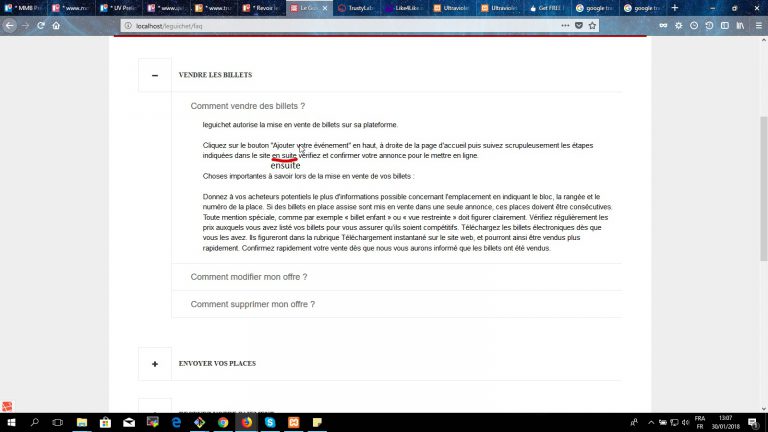 * MMB Pré
* www.mo
* UV Préli
* www.uv
* www.tra
* Revoir le
Le Gui
TrustyLab
Like4Like.o
Ultraviolet
Ultraviolet
Get FREE
google tra
google tra
localhost/leguichet/faq
VENDRE LES BILLETS
Comment vendre des billets ?
leguichet autorise la mise en vente de billets sur sa plateforme.
Cliquez sur le bouton "Ajouter votre événement" en haut, à droite de la page d'accueil puis suivez scrupuleusement les étapes
indiquées dans le site en suite vérifiez et confirmer votre annonce pour le mettre en ligne.
ensuite
Choses importantes à savoir lors de la mise en vente de vos billets :
Donnez à vos acheteurs potentiels le plus d'informations possible concernant l'emplacement en indiquant le bloc, la rangée et le
numéro de la place. Si des billets en place assise sont mis en vente dans une seule annonce, ces places doivent être consécutives.
Toute mention spéciale, comme par exemple « billet enfant » ou « vue restreinte » doit figurer clairement. Vérifiez régulièrement les
prix auxquels vous avez listé vos billets pour vous assurer qu'ils soient compétitifs. Téléchargez les billets électroniques dès que
vous les avez. Ils figureront dans la rubrique Téléchargement instantané sur le site web, et pourront ainsi être vendus plus
rapidement. Confirmez rapidement votre vente dès que nous vous aurons informé que les billets ont été vendus.
Comment modifier mon offre ?
Comment supprimer mon offre ?
ENVOYER VOS PLACES
FRA
FR
13:07
30/01/2018